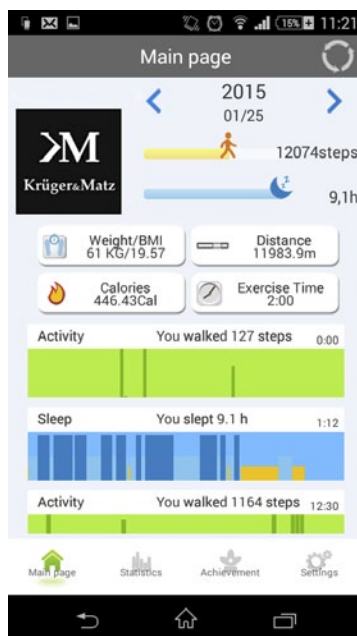 15%
11:21
Main page
2015
01/25
KM
Krüger&Matz
12074steps
9,1h
Weight/BMI
61 KG/19.57
Distance
11983.9m
Calories
446.43Cal
Exercise Time
2:00
Activity You walked 127 steps 0:00
Sleep You slept 9.1 h 1:12
Activity You walked 1164 steps 12:30
Main page Statistics Achievement Settings